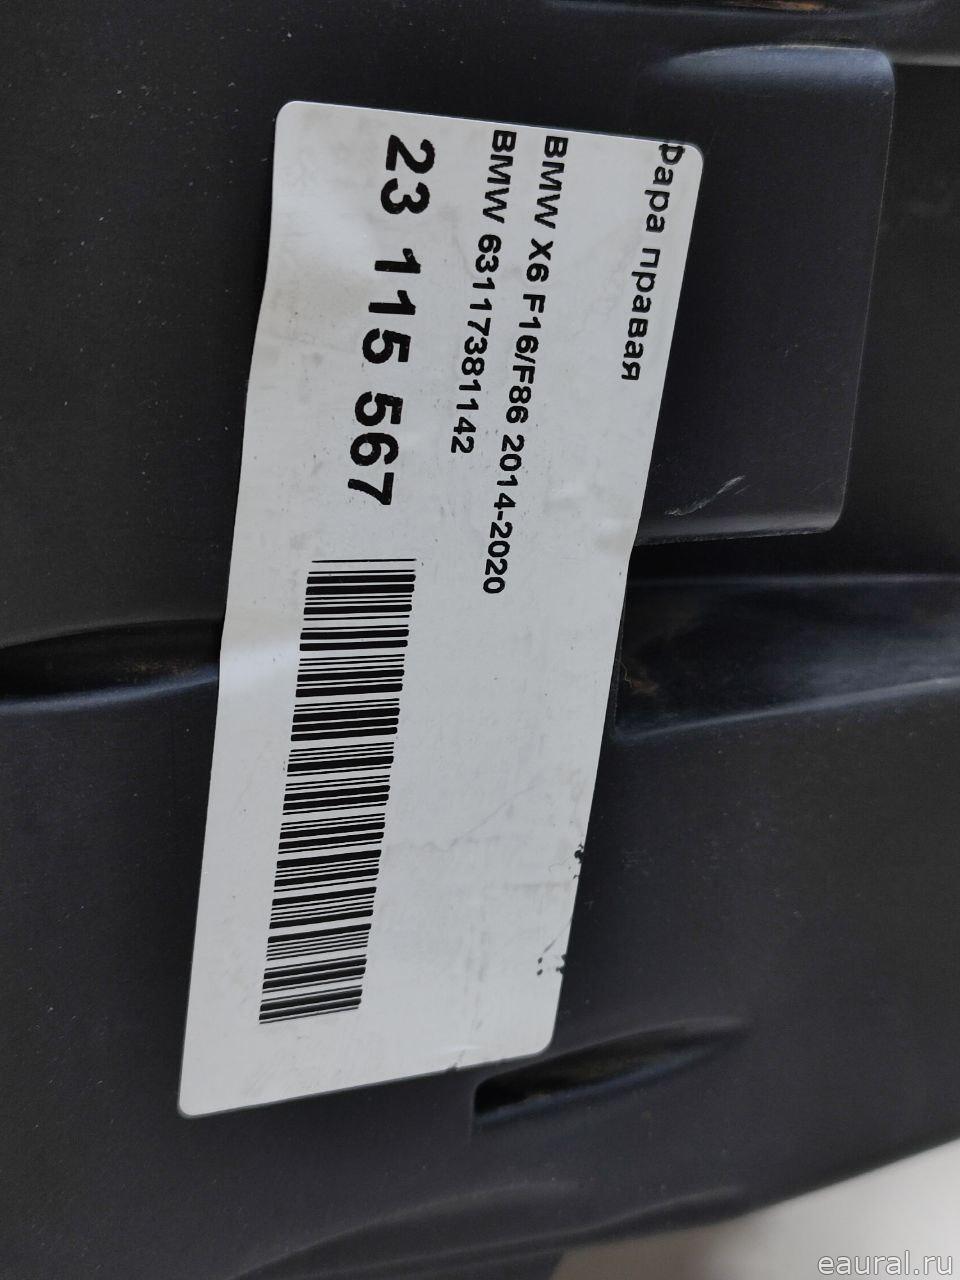 Фара правая
BMW X6 F16/F86 2014-2020
BMW 63117381142
23 115 567
eaural.ru